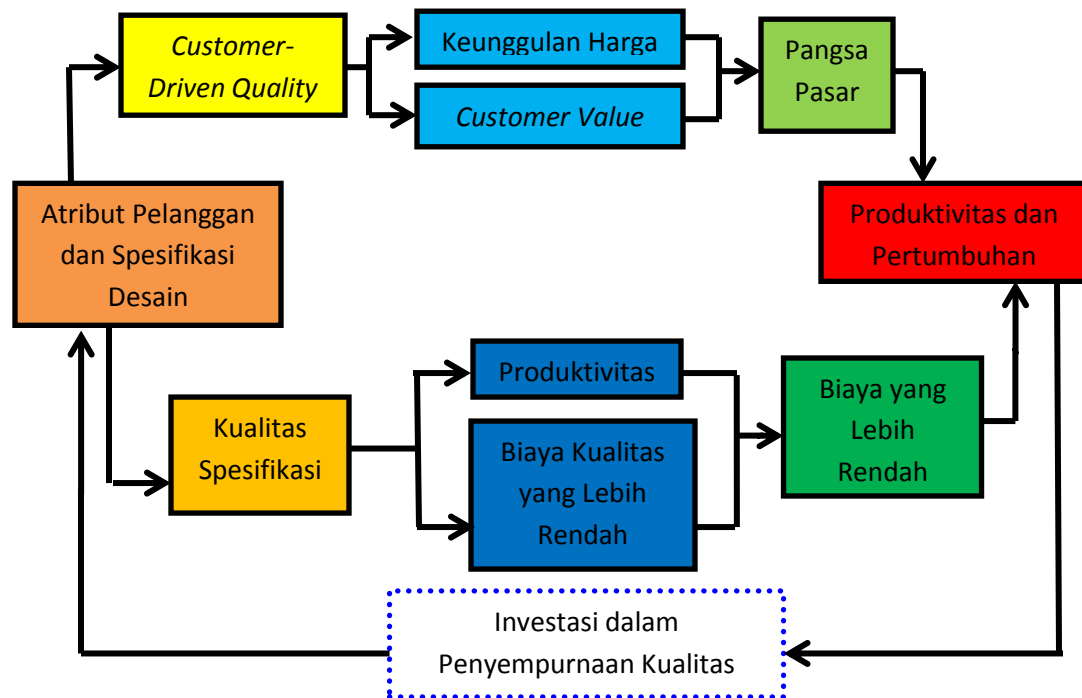 Customer-
Driven Quality
Keunggulan Harga
Customer Value
Pangsa
Pasar
Atribut Pelanggan
dan Spesifikasi
Desain
Produktivitas dan
Pertumbuhan
Kualitas
Spesifikasi
Produktivitas
Biaya Kualitas
yang Lebih
Rendah
Biaya yang
Lebih
Rendah
Investasi dalam
Penyempurnaan Kualitas